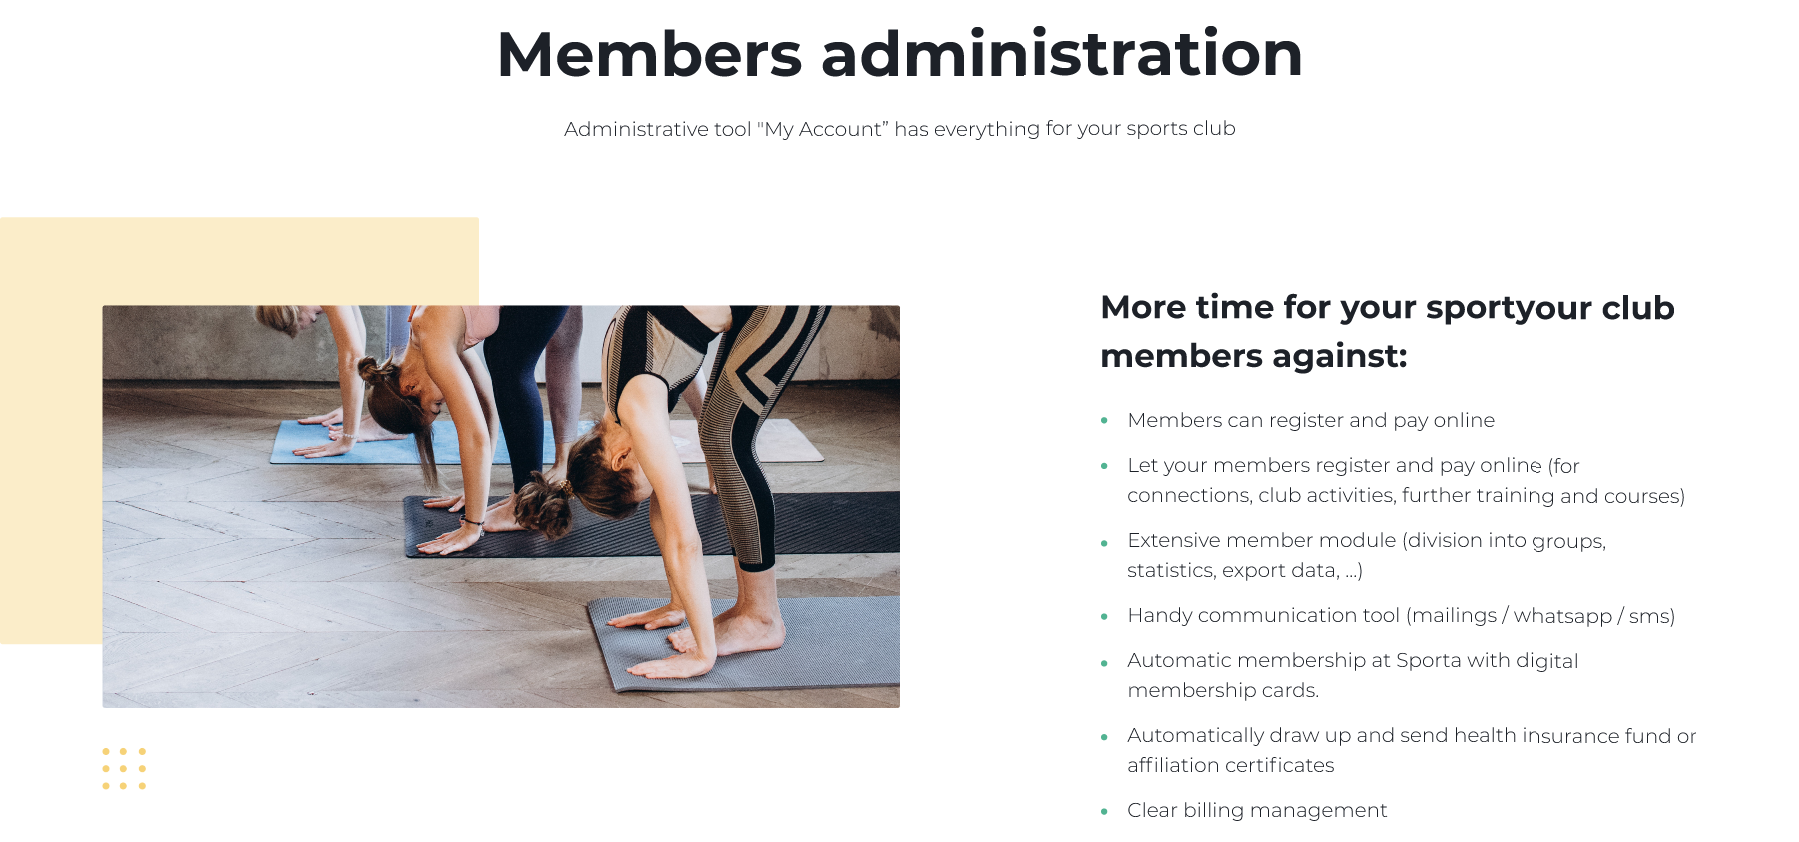 Members administration
Administrative tool "My Account” has everything for your sports club
More time for your sportyour club
members against:
Members can register and pay online
Let your members register and pay online (for
connections, club activities, further training and courses)
Extensive member module (division into groups,
statistics, export data, ...)
Handy communication tool (mailings / whatsapp / sms)
Automatic membership at Sporta with digital
membership cards.
Automatically draw up and send health insurance fund or
affiliation certificates
Clear billing management